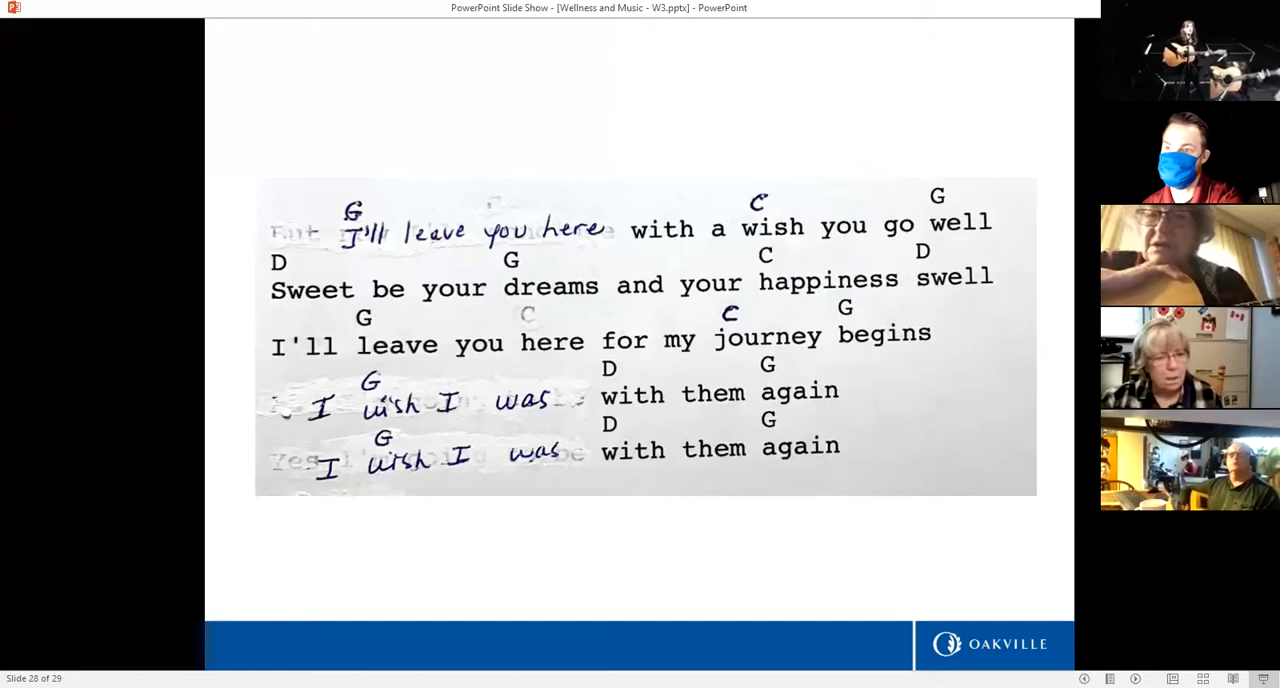 PowerPoint Slide Show - [Wellness and Music - W3.pptx] - PowerPoint
G C G
I'll leave you here with a wish you go well
D G C D
Sweet be your dreams and your happiness swell
G C C G
I'll leave you here for my journey begins
G D G
I wish I was with them again
G D G
I wish I was with them again
OAKVILLE
Slide 28 of 29